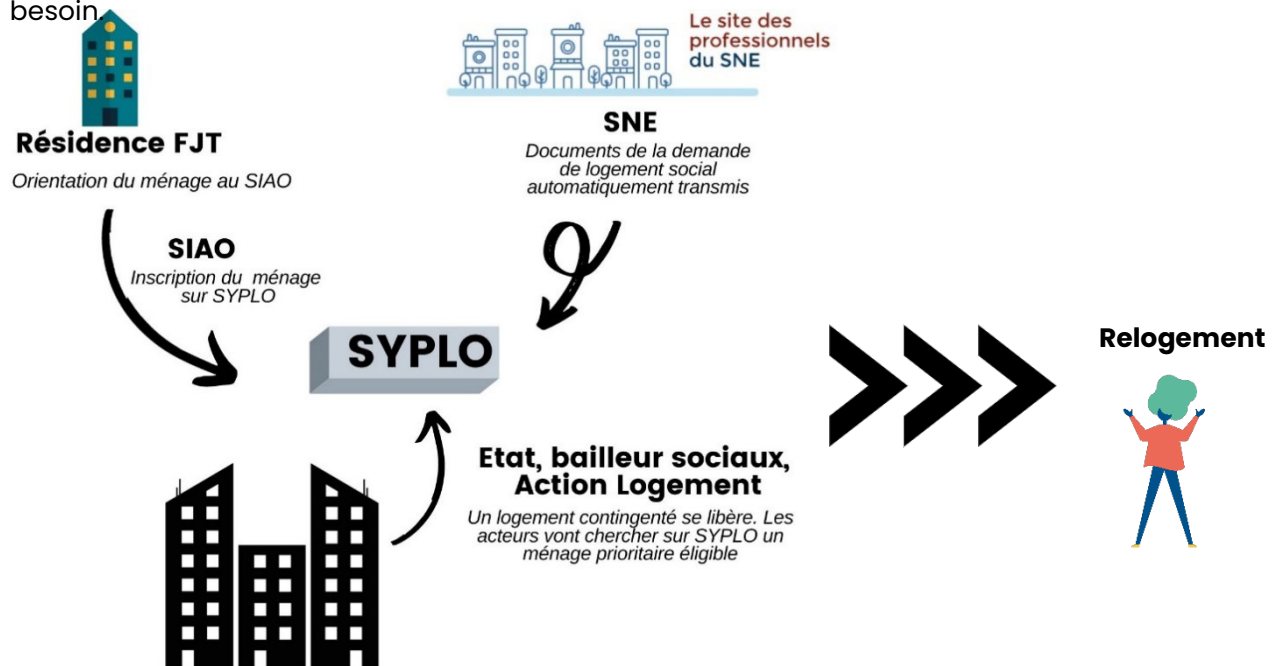 besoin.
Résidence FJT
Orientation du ménage au SIAO
SIAO
Inscription du ménage
sur SYPLO
Le site des
professionnels
du SNE
SNE
Documents de la demande
de logement social
automatiquement transmis
SYPLO
Etat, bailleur sociaux,
Action Logement
Un logement contingenté se libère. Les
acteurs vont chercher sur SYPLO un
ménage prioritaire éligible
Relogement